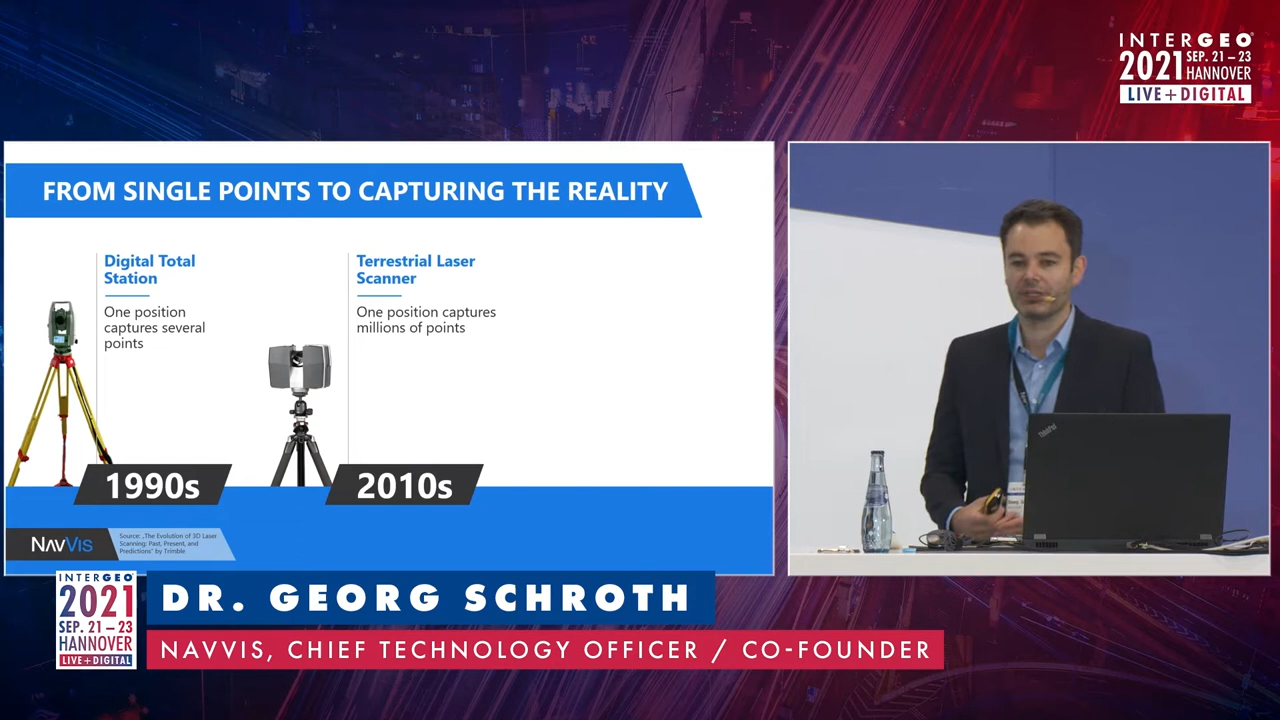 INTERGEO
2021 SEP. 21 – 23
HANNOVER
LIVE + DIGITAL
FROM SINGLE POINTS TO CAPTURING THE REALITY
Digital Total
Station
One position
captures several
points
1990s
Terrestrial Laser
Scanner
One position captures
millions of points
2010s
NAVVIS
Source: „The Evolution of 3D Laser
Scanning: Past, Present, and
Predictions" by Trimble
ThinkPad
INTERGEO
2021
SEP. 21 – 23
HANNOVER
LIVE + DIGITAL
DR. GEORG SCHROTH
NAVVIS, CHIEF TECHNOLOGY OFFICER / CO-FOUNDER